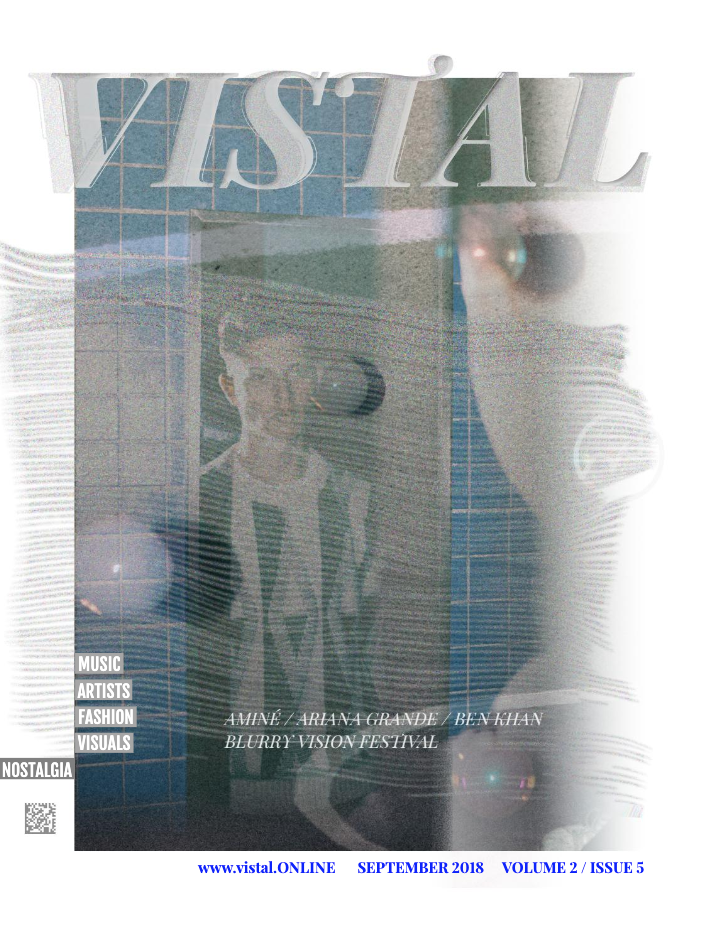 VISTAL
MUSIC
ARTISTS
FASHION
VISUALS
NOSTALGIA
AMINÉ / ARIANA GRANDE / BEN KHAN
BLURRY VISION FESTIVAL
www.vistal.ONLINE SEPTEMBER 2018 VOLUME 2 / ISSUE 5